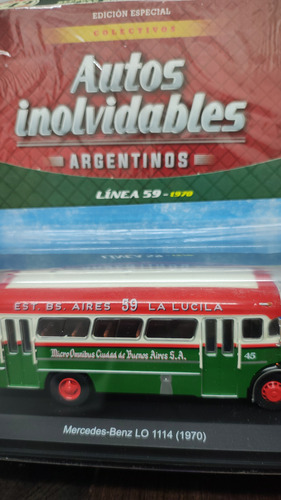 EDICIÓN ESPECIAL
COLECTIVOS
Autos
inolvidables
ARGENTINOS
LÍNEA 59 - 1970
EST. BS. AIRES 59 LA LUCILA
Micro Omnibus Ciudad de Buenos Aires S.A.
45
Mercedes-Benz LO 1114 (1970)